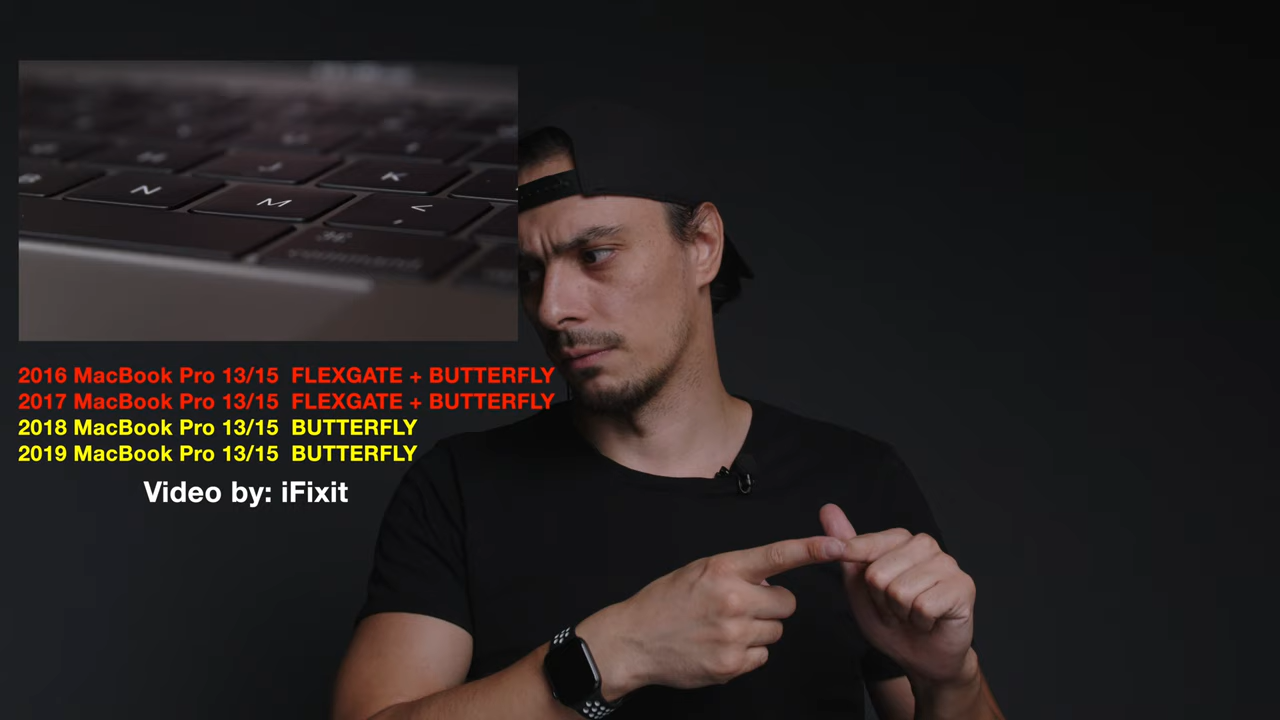 B N M <
H J K
⌘
command
2016 MacBook Pro 13/15 FLEXGATE + BUTTERFLY
2017 MacBook Pro 13/15 FLEXGATE + BUTTERFLY
2018 MacBook Pro 13/15 BUTTERFLY
2019 MacBook Pro 13/15 BUTTERFLY
Video by: iFixit